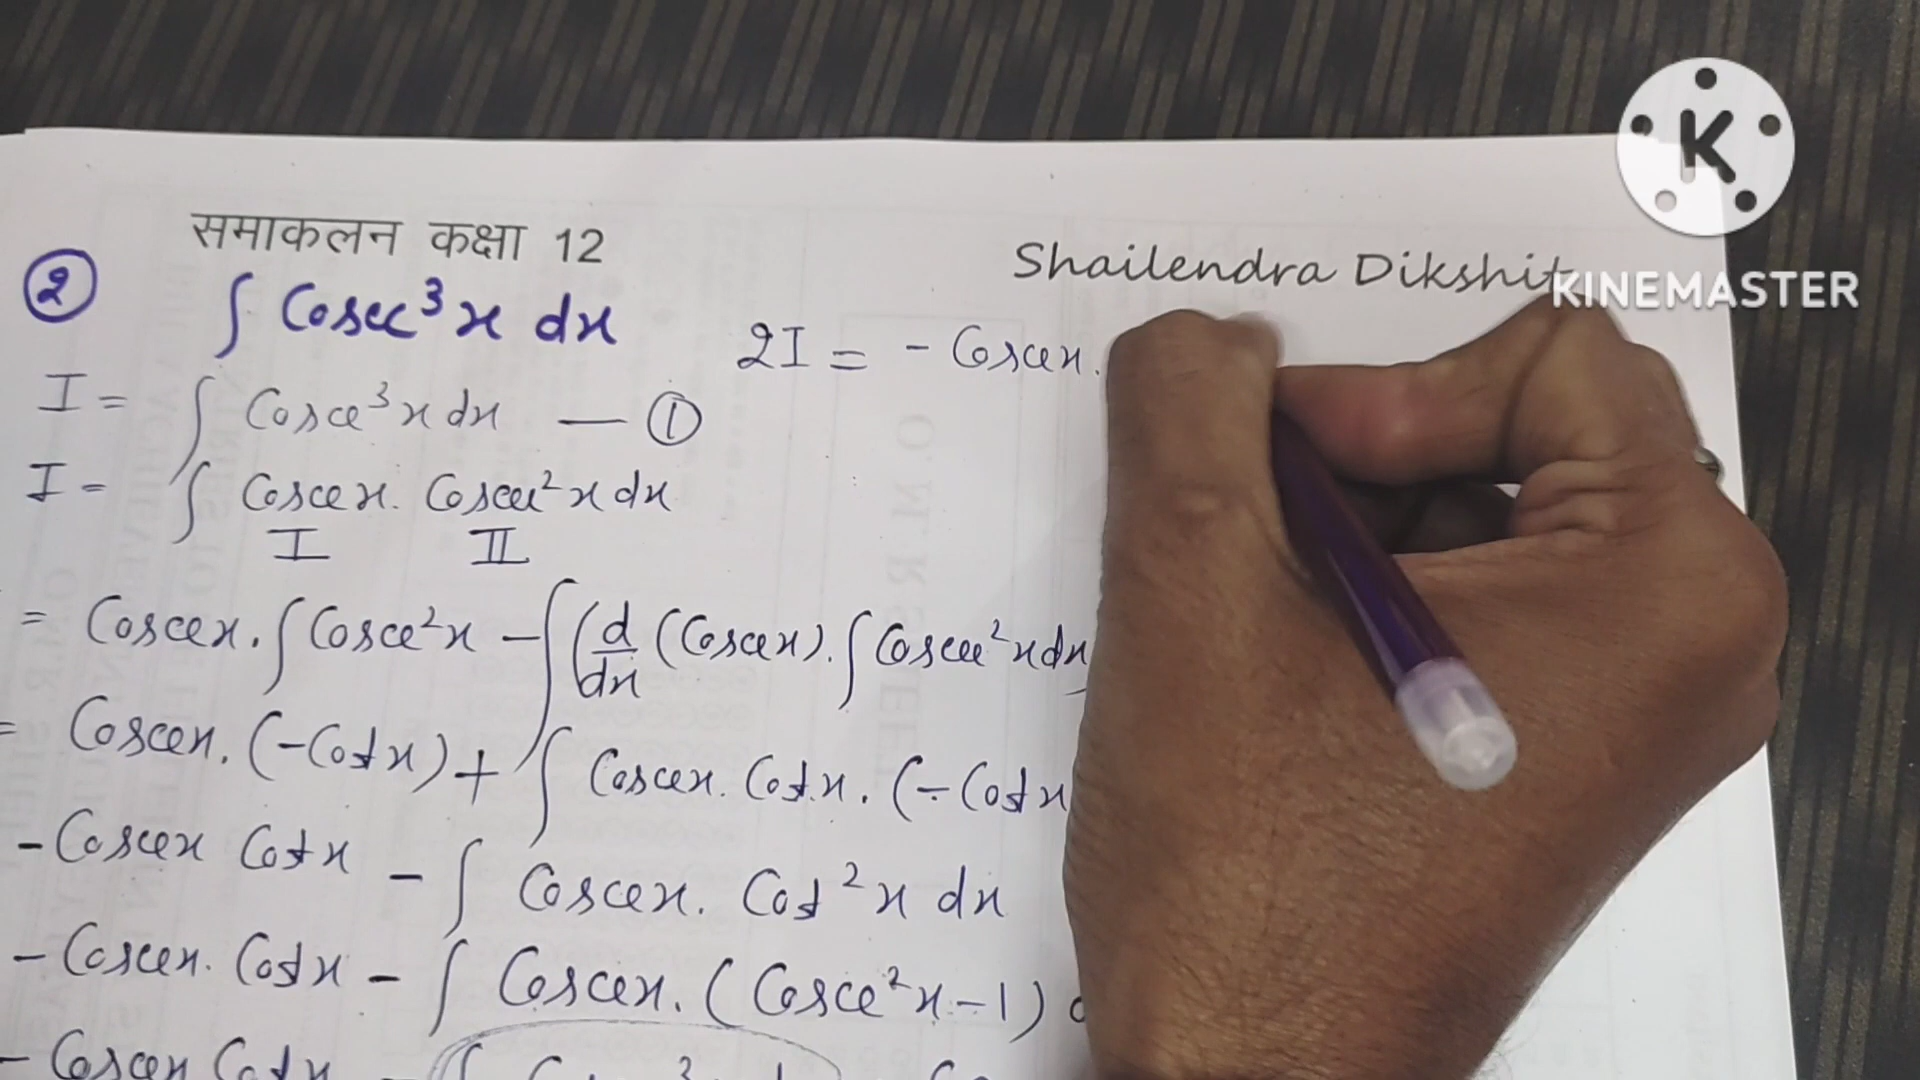 समाकलन कक्षा 12
Shailendra Dikshit
KINEMASTER
② ∫ Cosec³x dx
I = ∫ Cosec³x dx — ①
I = ∫ Cosecx. Cosec²x dx
I II
= Cosecx. ∫ Cosec²x - ∫ (d/dx (Cosecx). ∫ Cosec²x dx
= Cosecx. (-Cotx) + ∫ Cosecx. Cotx. (-Cotx
- Cosecx Cotx - ∫ Cosecx. Cot²x dx
- Cosecx. Cotx - ∫ Cosecx. (Cosec²x - 1)
- Cosecx Cotx -
2I = - Cosecx.